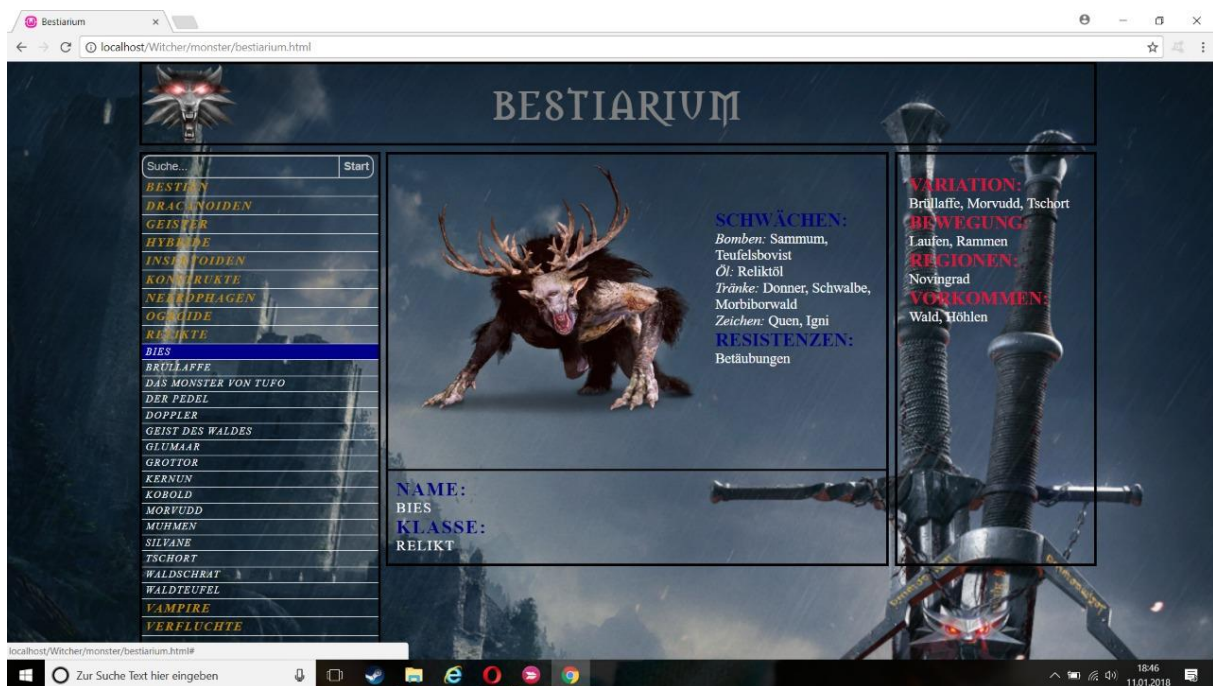 Bestiarium
localhost/Witcher/monster/bestiarium.html
BESTIARIUM
Suche... Start
BESTIEN
DRACANOIDEN
GEISTER
HYBRIDE
INSEKTOIDEN
KONSTRUKTE
NEKROPHAGEN
OGROIDE
RELIKTE
BIES
BRÜLLAFFE
DAS MONSTER VON TUFO
DER PEDEL
DOPPLER
GEIST DES WALDES
GLUMAAR
GROTTOR
KERNUN
KOBOLD
MORVUDD
MUHMEN
SILVANE
TSCHORT
WALDSCHRAT
WALDTEUFEL
VAMPIRE
VERFLUCHTE
SCHWÄCHEN:
Bomben: Sammum,
Teufelsbovist
Öl: Reliktöl
Tränke: Donner, Schwalbe,
Morbiborwald
Zeichen: Quen, Igni
RESISTENZEN:
Betäubungen
NAME:
BIES
KLASSE:
RELIKT
VARIATION:
Brüllaffe, Morvudd, Tschort
BEWEGUNG:
Laufen, Rammen
REGIONEN:
Novingrad
VORKOMMEN:
Wald, Höhlen
localhost/Witcher/monster/bestiarium.html#
Zur Suche Text hier eingeben
18:46
11.01.2018